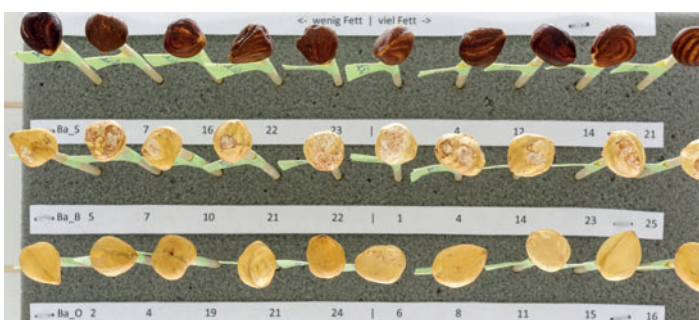 <- wenig Fett | viel Fett ->
Ba_S 7 16 22 23 | 4 12 14 21
Ba_B 5 7 10 21 22 | 1 4 14 23 25
Ba_O 2 4 19 21 24 | 6 8 11 15 16